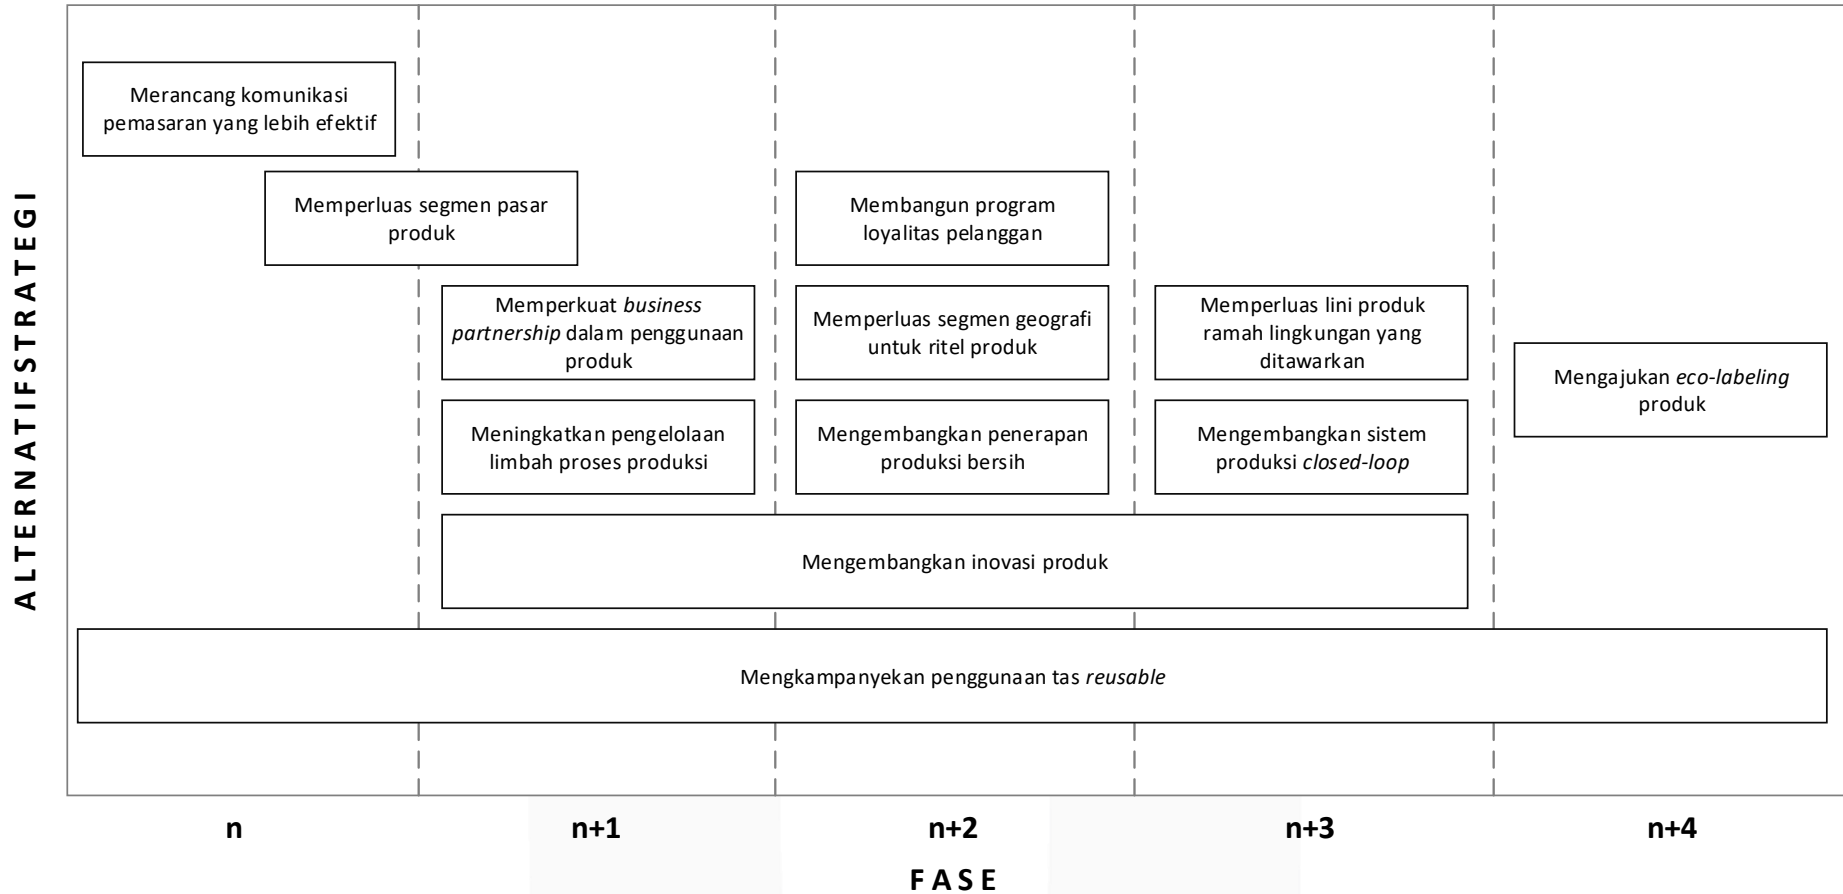 ALTERNATIFSTRATEGI
Merancang komunikasi
pemasaran yang lebih efektif
Memperluas segmen pasar
produk
Membangun program
loyalitas pelanggan
Memperkuat business
partnership dalam penggunaan
produk
Memperluas segmen geografi
untuk ritel produk
Memperluas lini produk
ramah lingkungan yang
ditawarkan
Mengajukan eco-labeling
produk
Meningkatkan pengelolaan
limbah proses produksi
Mengembangkan penerapan
produksi bersih
Mengembangkan sistem
produksi closed-loop
Mengembangkan inovasi produk
Mengkampanyekan penggunaan tas reusable
n
n+1
n+2
n+3
n+4
FASE